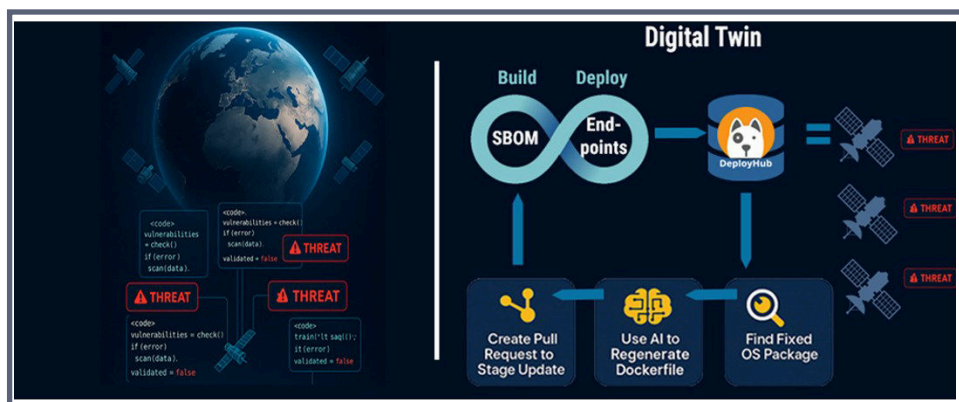 <code>
vulnerabilities
= check()
if (error)
scan(data).
<code>.
vulnerabilities = check()
if (error)
scan(data).
validated = false
THREAT
THREAT
THREAT
<code>
vulnerabilities = check()
if (error)
scan(data).
validated = false
<code>
it(error)
validated = false
Digital Twin
Build
Deploy
SBOM
End-
points
DeployHub
THREAT
THREAT
THREAT
Create Pull
Request to
Stage Update
Use AI to
Regenerate
Dockerfile
Find Fixed
OS Package